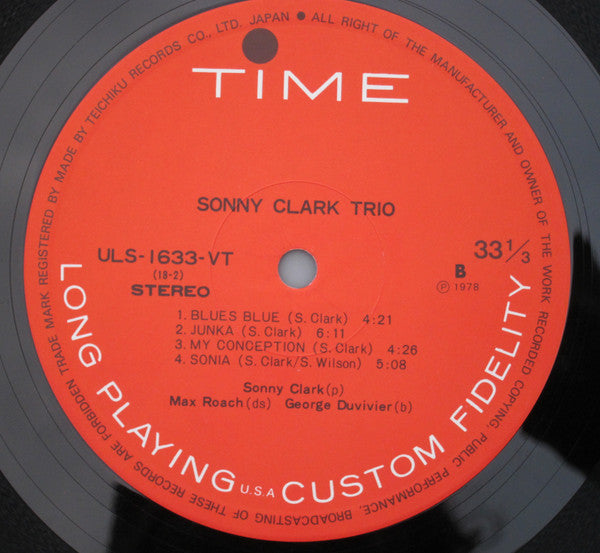 TRADE MARK REGISTERED BY MADE BY TEICHIKU RECORDS CO., LTD. JAPAN • ALL RIGHT OF THE MANUFACTURER AND OWNER OF THE WORK RECORDED COPYING, PUBLIC PERFORMANCE, BROADCASTING OF THESE RECORDS ARE FORBIDDEN
TIME
SONNY CLARK TRIO
ULS-1633-VT
(18-2)
STEREO
33 1/3
B
Ⓟ 1978
1. BLUES BLUE (S. Clark) 4:21
2. JUNKA (S. Clark) 6:11
3. MY CONCEPTION (S. Clark) 4:26
4. SONIA (S. Clark/S. Wilson) 5:08
Sonny Clark(p)
Max Roach(ds) George Duvivier(b)
LONG PLAYING U.S.A CUSTOM FIDELITY